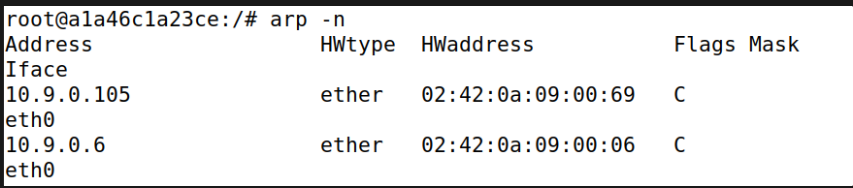 root@a1a46c1a23ce:/# arp -n
Address                  HWtype  HWaddress           Flags Mask
Iface
10.9.0.105               ether   02:42:0a:09:00:69   C
eth0
10.9.0.6                 ether   02:42:0a:09:00:06   C
eth0